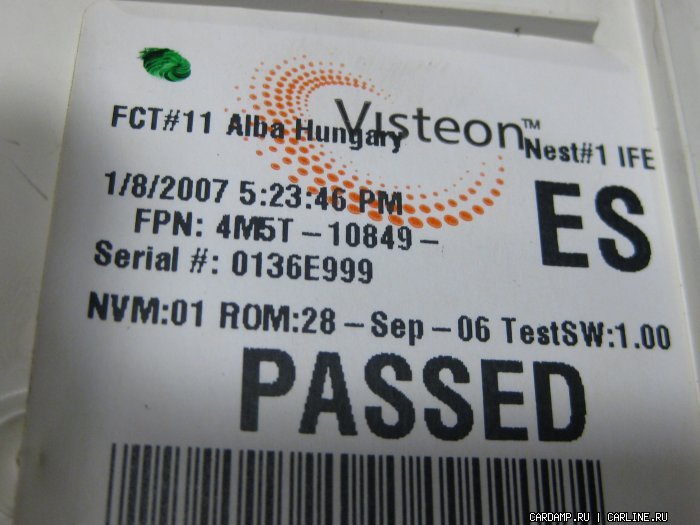 Visteon™
FCT#11 Alba Hungary
Nest#1 IFE
1/8/2007 5:23:46 PM
ES
FPN: 4M5T-10849-
Serial #: 0136E999
NVM:01 ROM:28-Sep-06 TestSW:1.00
PASSED
CARDAMP.RU | CARLINE.RU